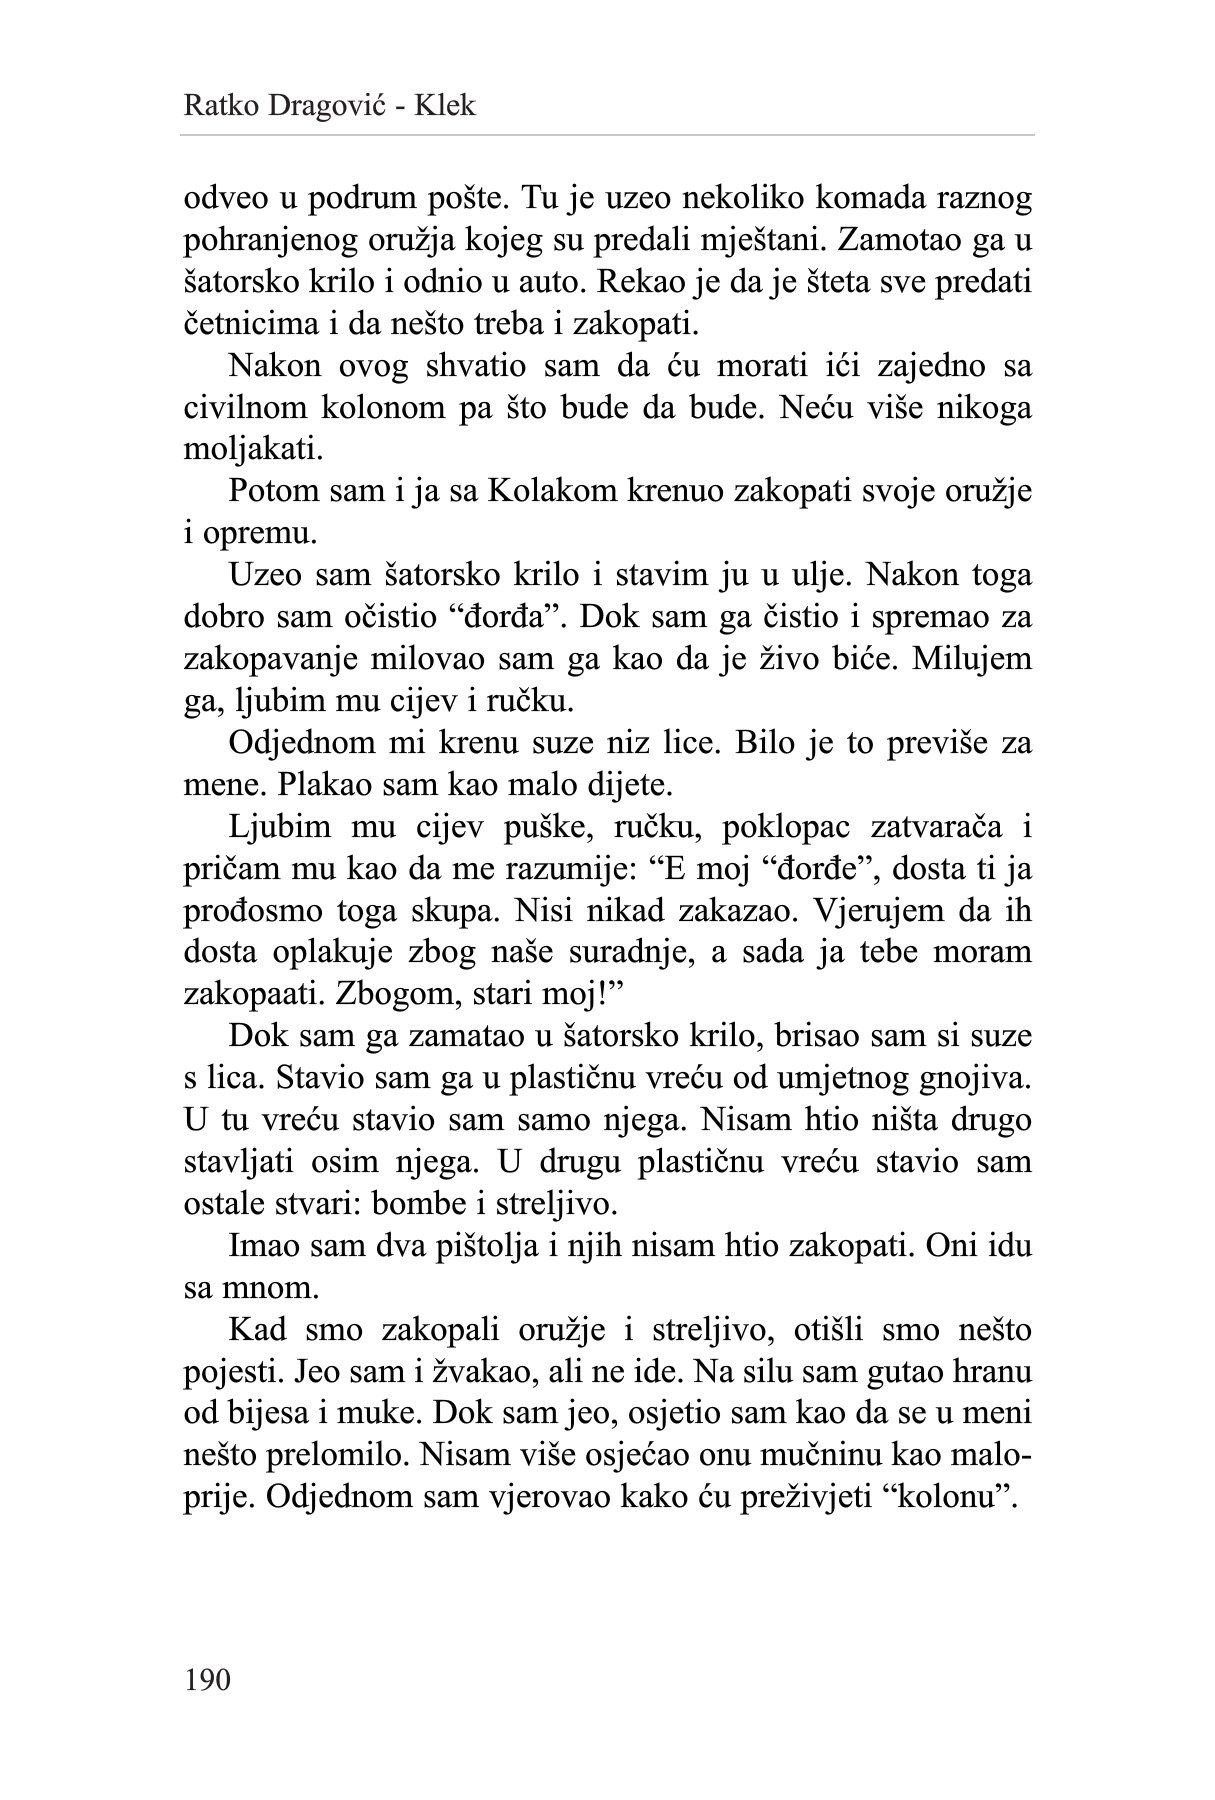 Ratko Dragović - Klek
odveo u podrum pošte. Tu je uzeo nekoliko komada raznog
pohranjenog oružja kojeg su predali mještani. Zamotao ga u
šatorsko krilo i odnio u auto. Rekao je da je šteta sve predati
četnicima i da nešto treba i zakopati.
Nakon ovog shvatio sam da ću morati ići zajedno sa
civilnom kolonom pa što bude da bude. Neću više nikoga
moljakati.
Potom sam i ja sa Kolakom krenuo zakopati svoje oružje
i opremu.
Uzeo sam šatorsko krilo i stavim ju u ulje. Nakon toga
dobro sam očistio “đorđa”. Dok sam ga čistio i spremao za
zakopavanje milovao sam ga kao da je živo biće. Milujem
ga, ljubim mu cijev i ručku.
Odjednom mi krenu suze niz lice. Bilo je to previše za
mene. Plakao sam kao malo dijete.
Ljubim mu cijev puške, ručku, poklopac zatvarača i
pričam mu kao da me razumije: “E moj “đorđe”, dosta ti ja
prođosmo toga skupa. Nisi nikad zakazao. Vjerujem da ih
dosta oplakuje zbog naše suradnje, a sada ja tebe moram
zakopaati. Zbogom, stari moj!”
Dok sam ga zamatao u šatorsko krilo, brisao sam si suze
s lica. Stavio sam ga u plastičnu vreću od umjetnog gnojiva.
U tu vreću stavio sam samo njega. Nisam htio ništa drugo
stavljati osim njega. U drugu plastičnu vreću stavio sam
ostale stvari: bombe i streljivo.
Imao sam dva pištolja i njih nisam htio zakopati. Oni idu
sa mnom.
Kad smo zakopali oružje i streljivo, otišli smo nešto
pojesti. Jeo sam i žvakao, ali ne ide. Na silu sam gutao hranu
od bijesa i muke. Dok sam jeo, osjetio sam kao da se u meni
nešto prelomilo. Nisam više osjećao onu mučninu kao malo-
prije. Odjednom sam vjerovao kako ću preživjeti “kolonu”.
190